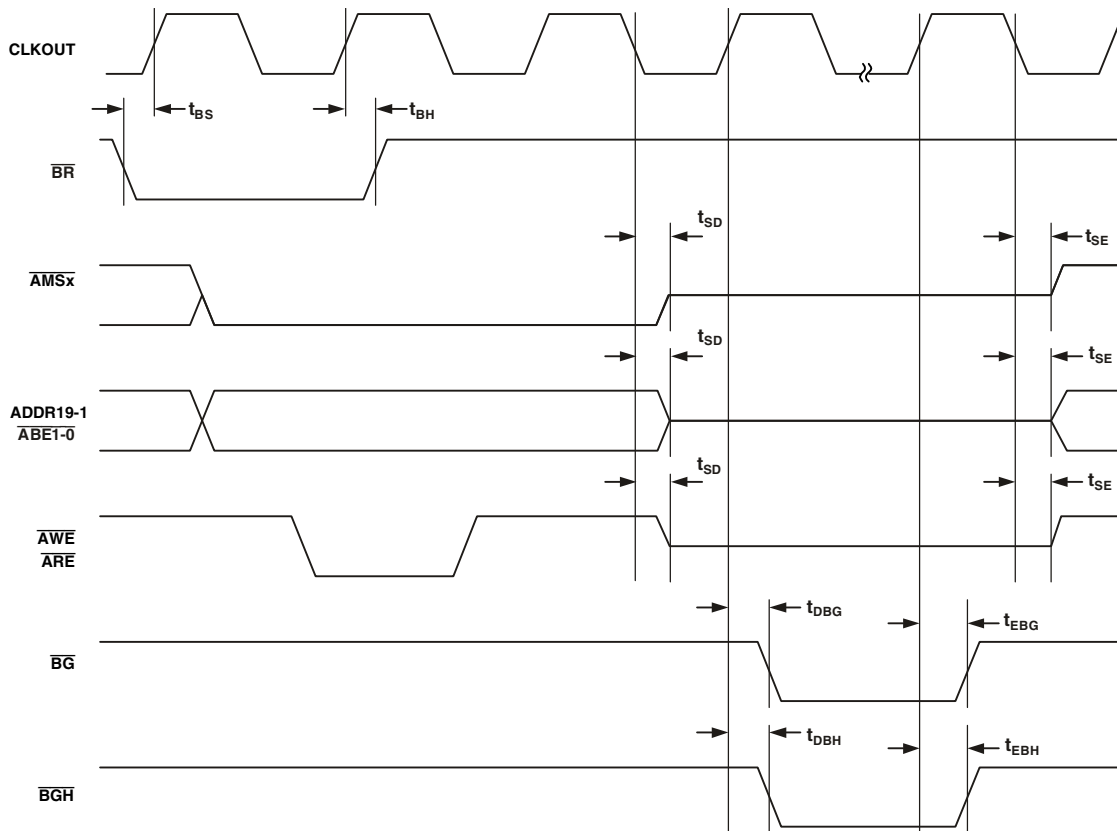 CLKOUT
tBS
tBH
BR
tSD
tSE
AMSx
tSD
tSE
ADDR19-1
ABE1-0
tSD
tSE
AWE
ARE
tDBG
tEBG
BG
tDBH
tEBH
BGH